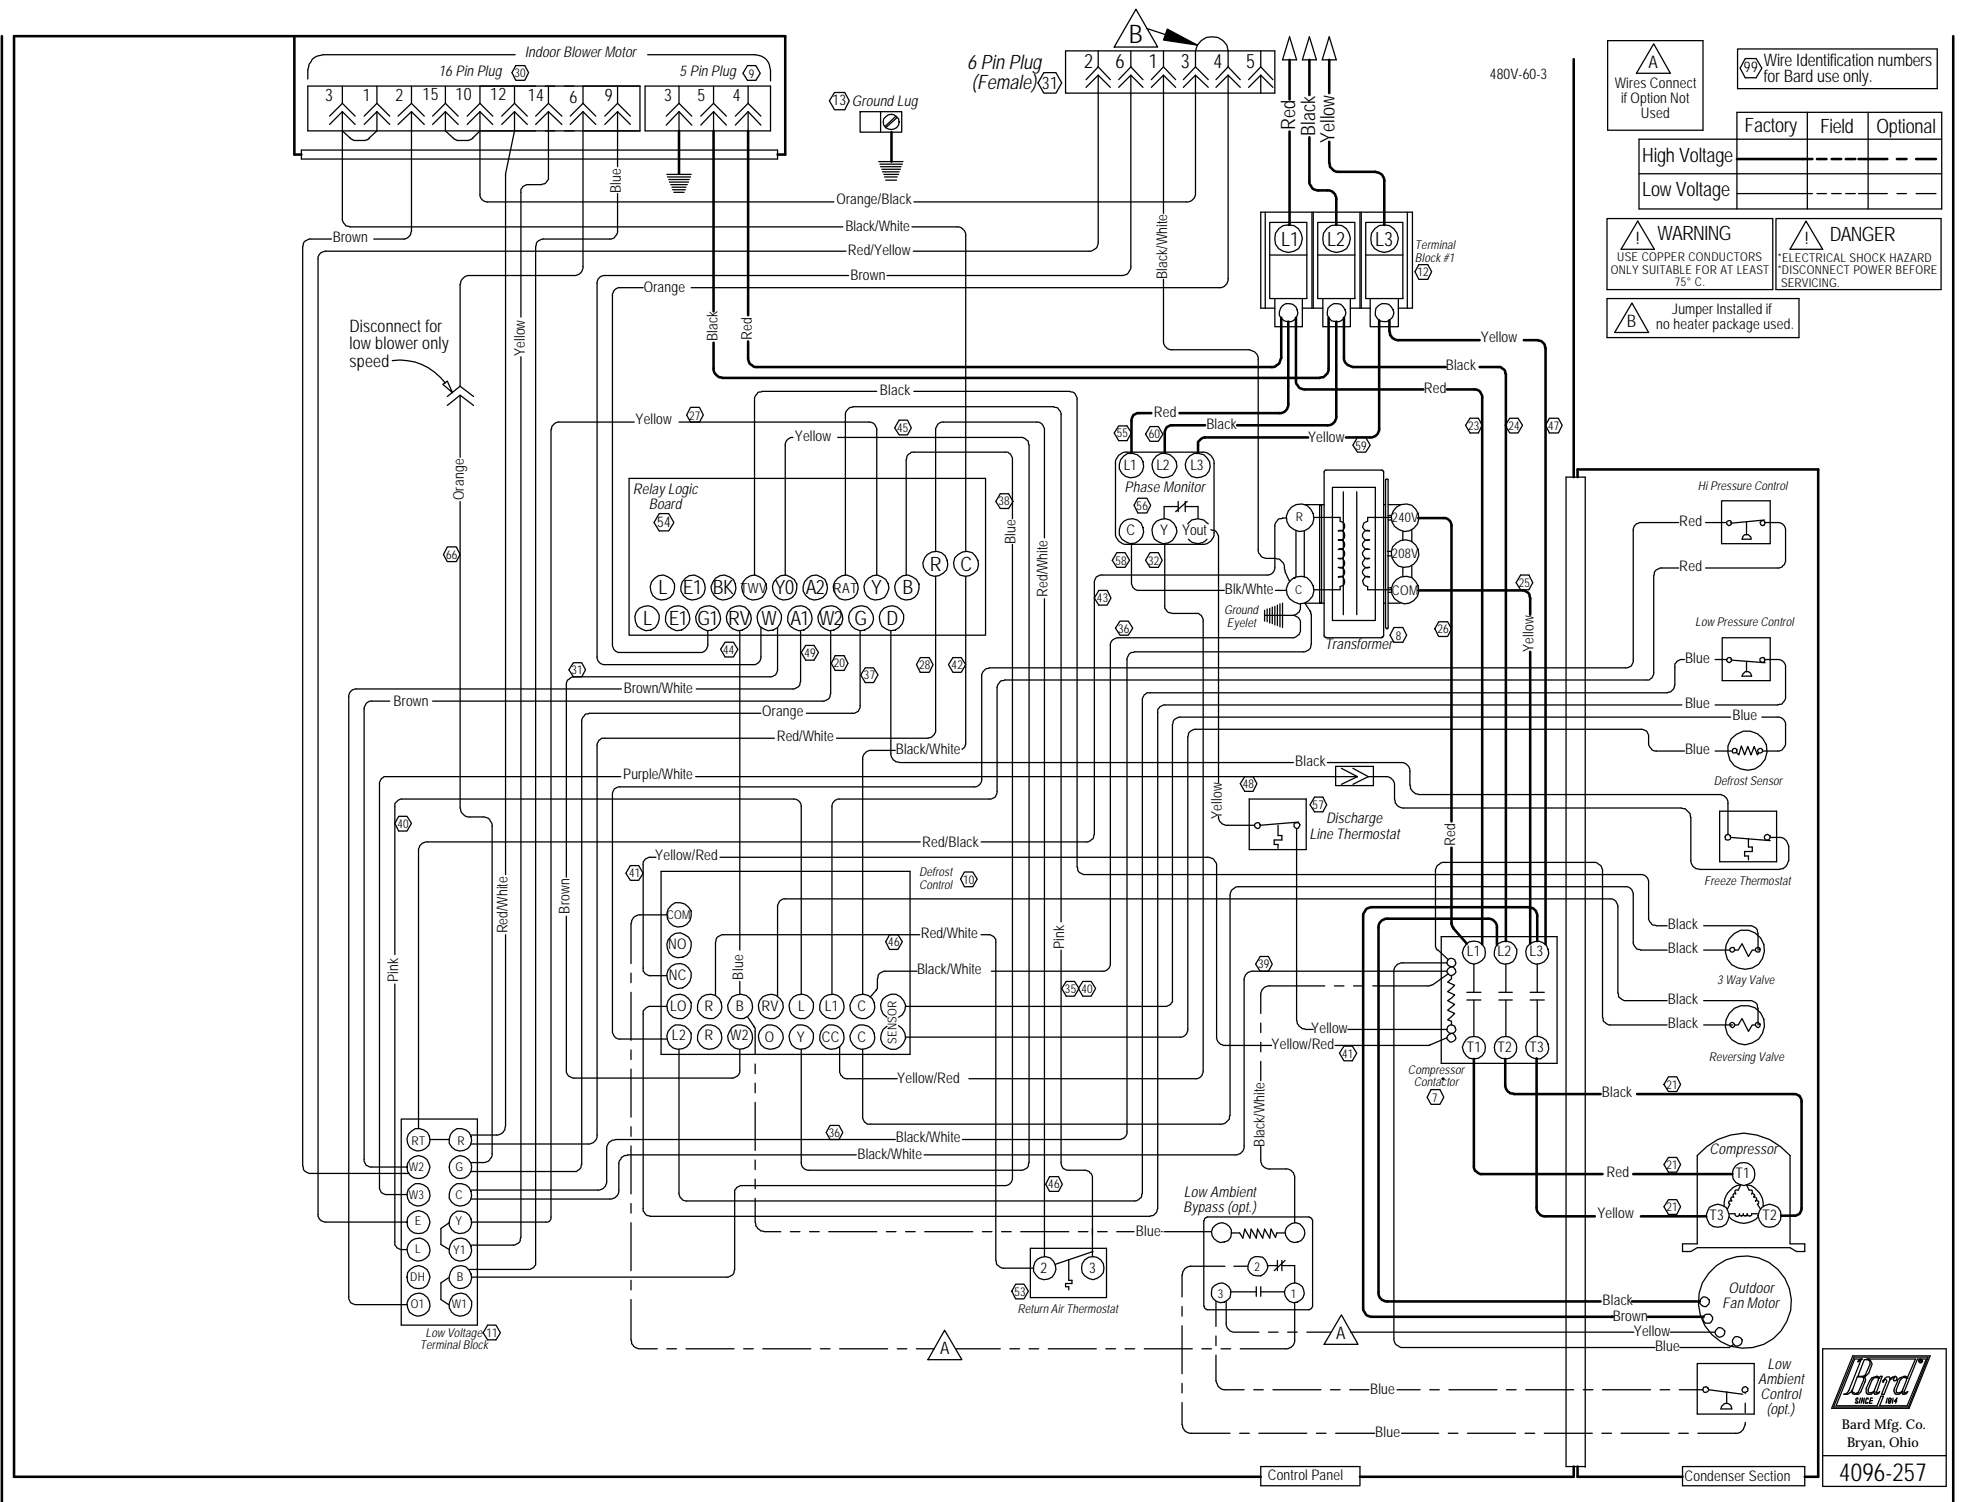 Indoor Blower Motor
16 Pin Plug 30
5 Pin Plug 9
3 1 2 15 10 12 14 6 9
3 5 4
13 Ground Lug
B
6 Pin Plug
(Female) 31
2 6 1 3 4 5
Red
Black
Yellow
480V-60-3
A
Wires Connect
if Option Not
Used
99 Wire Identification numbers
for Bard use only.
Factory Field Optional
High Voltage
Low Voltage
! WARNING
USE COPPER CONDUCTORS
ONLY SUITABLE FOR AT LEAST
75° C.
! DANGER
*ELECTRICAL SHOCK HAZARD
*DISCONNECT POWER BEFORE
SERVICING.
B
Jumper Installed if
no heater package used.
Blue
Orange/Black
Black/White
Brown
Red/Yellow
Brown
Orange
Black/White
L1 L2 L3
Terminal
Block #1
12
Disconnect for
low blower only
speed
Yellow
Black
Red
Yellow
Black
Red
Black
Yellow 27
45
Yellow
Red
Black
Yellow
55 60 59
23 24 47
Orange
66
Relay Logic
Board
54
38
Blue
Red/White
L1 L2 L3
Phase Monitor
56
C Y Yout
58 32
R
C
240V
208V
COM
25
Blk/Whte
Ground
Eyelet
Transformer 8
43
36
26
Yellow
R C
L E1 BK TWV Y0 A2 RAT Y B
L E1 G1 RV W A1 W2 G D
44 49 20 37 28 42
31
Brown/White
Brown
Orange
Red/White
Black/White
Purple/White
Black
Hi Pressure Control
Red
Red
Low Pressure Control
Blue
Blue
Blue
Blue
Defrost Sensor
Freeze Thermostat
48
Yellow
57
Discharge
Line Thermostat
Red
40
Red/Black
Yellow/Red
41
Defrost
Control 10
COM
NO
NC
Red/White
46
Black/White
Blue
Brown
Red/White
Pink
Pink
35 40
39
LO R B RV L L1 C
SENSOR
L2 R W2 O Y CC C
Yellow/Red
L1 L2 L3
T1 T2 T3
Yellow
Yellow/Red
41
Compressor
Contactor
7
Black
Black
3 Way Valve
Black
Black
Reversing Valve
Black 21
Compressor
Red 21
T1
Yellow 21
T3 T2
Black/White
36
Black/White
Black/White
46
RT R
W2 G
W3 C
E Y
L Y1
DH B
O1 W1
Low Voltage 11
Terminal Block
Low Ambient
Bypass (opt.)
Blue
2
3 1
2 3
53
Return Air Thermostat
A
A
Outdoor
Fan Motor
Black
Brown
Yellow
Blue
Blue
Blue
Low
Ambient
Control
(opt.)
Control Panel
Condenser Section
Bard
SINCE 1914
Bard Mfg. Co.
Bryan, Ohio
4096-257